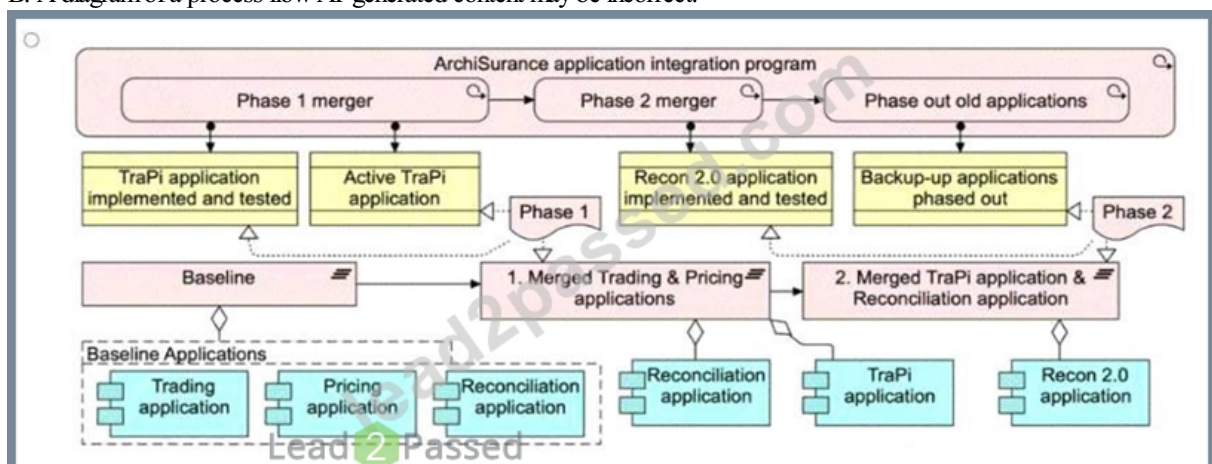 B. A diagram of a process flow AI-generated content may be incorrect.
ArchiSurance application integration program
Phase 1 merger
Phase 2 merger
Phase out old applications
TraPi application
implemented and tested
Active TraPi
application
Phase 1
Recon 2.0 application
implemented and tested
Backup-up applications
phased out
Phase 2
Baseline
1. Merged Trading & Pricing
applications
2. Merged TraPi application &
Reconciliation application
Baseline Applications
Trading
application
Pricing
application
Reconciliation
application
Reconciliation
application
TraPi
application
Recon 2.0
application
lead2passed.com
Lead 2 Passed